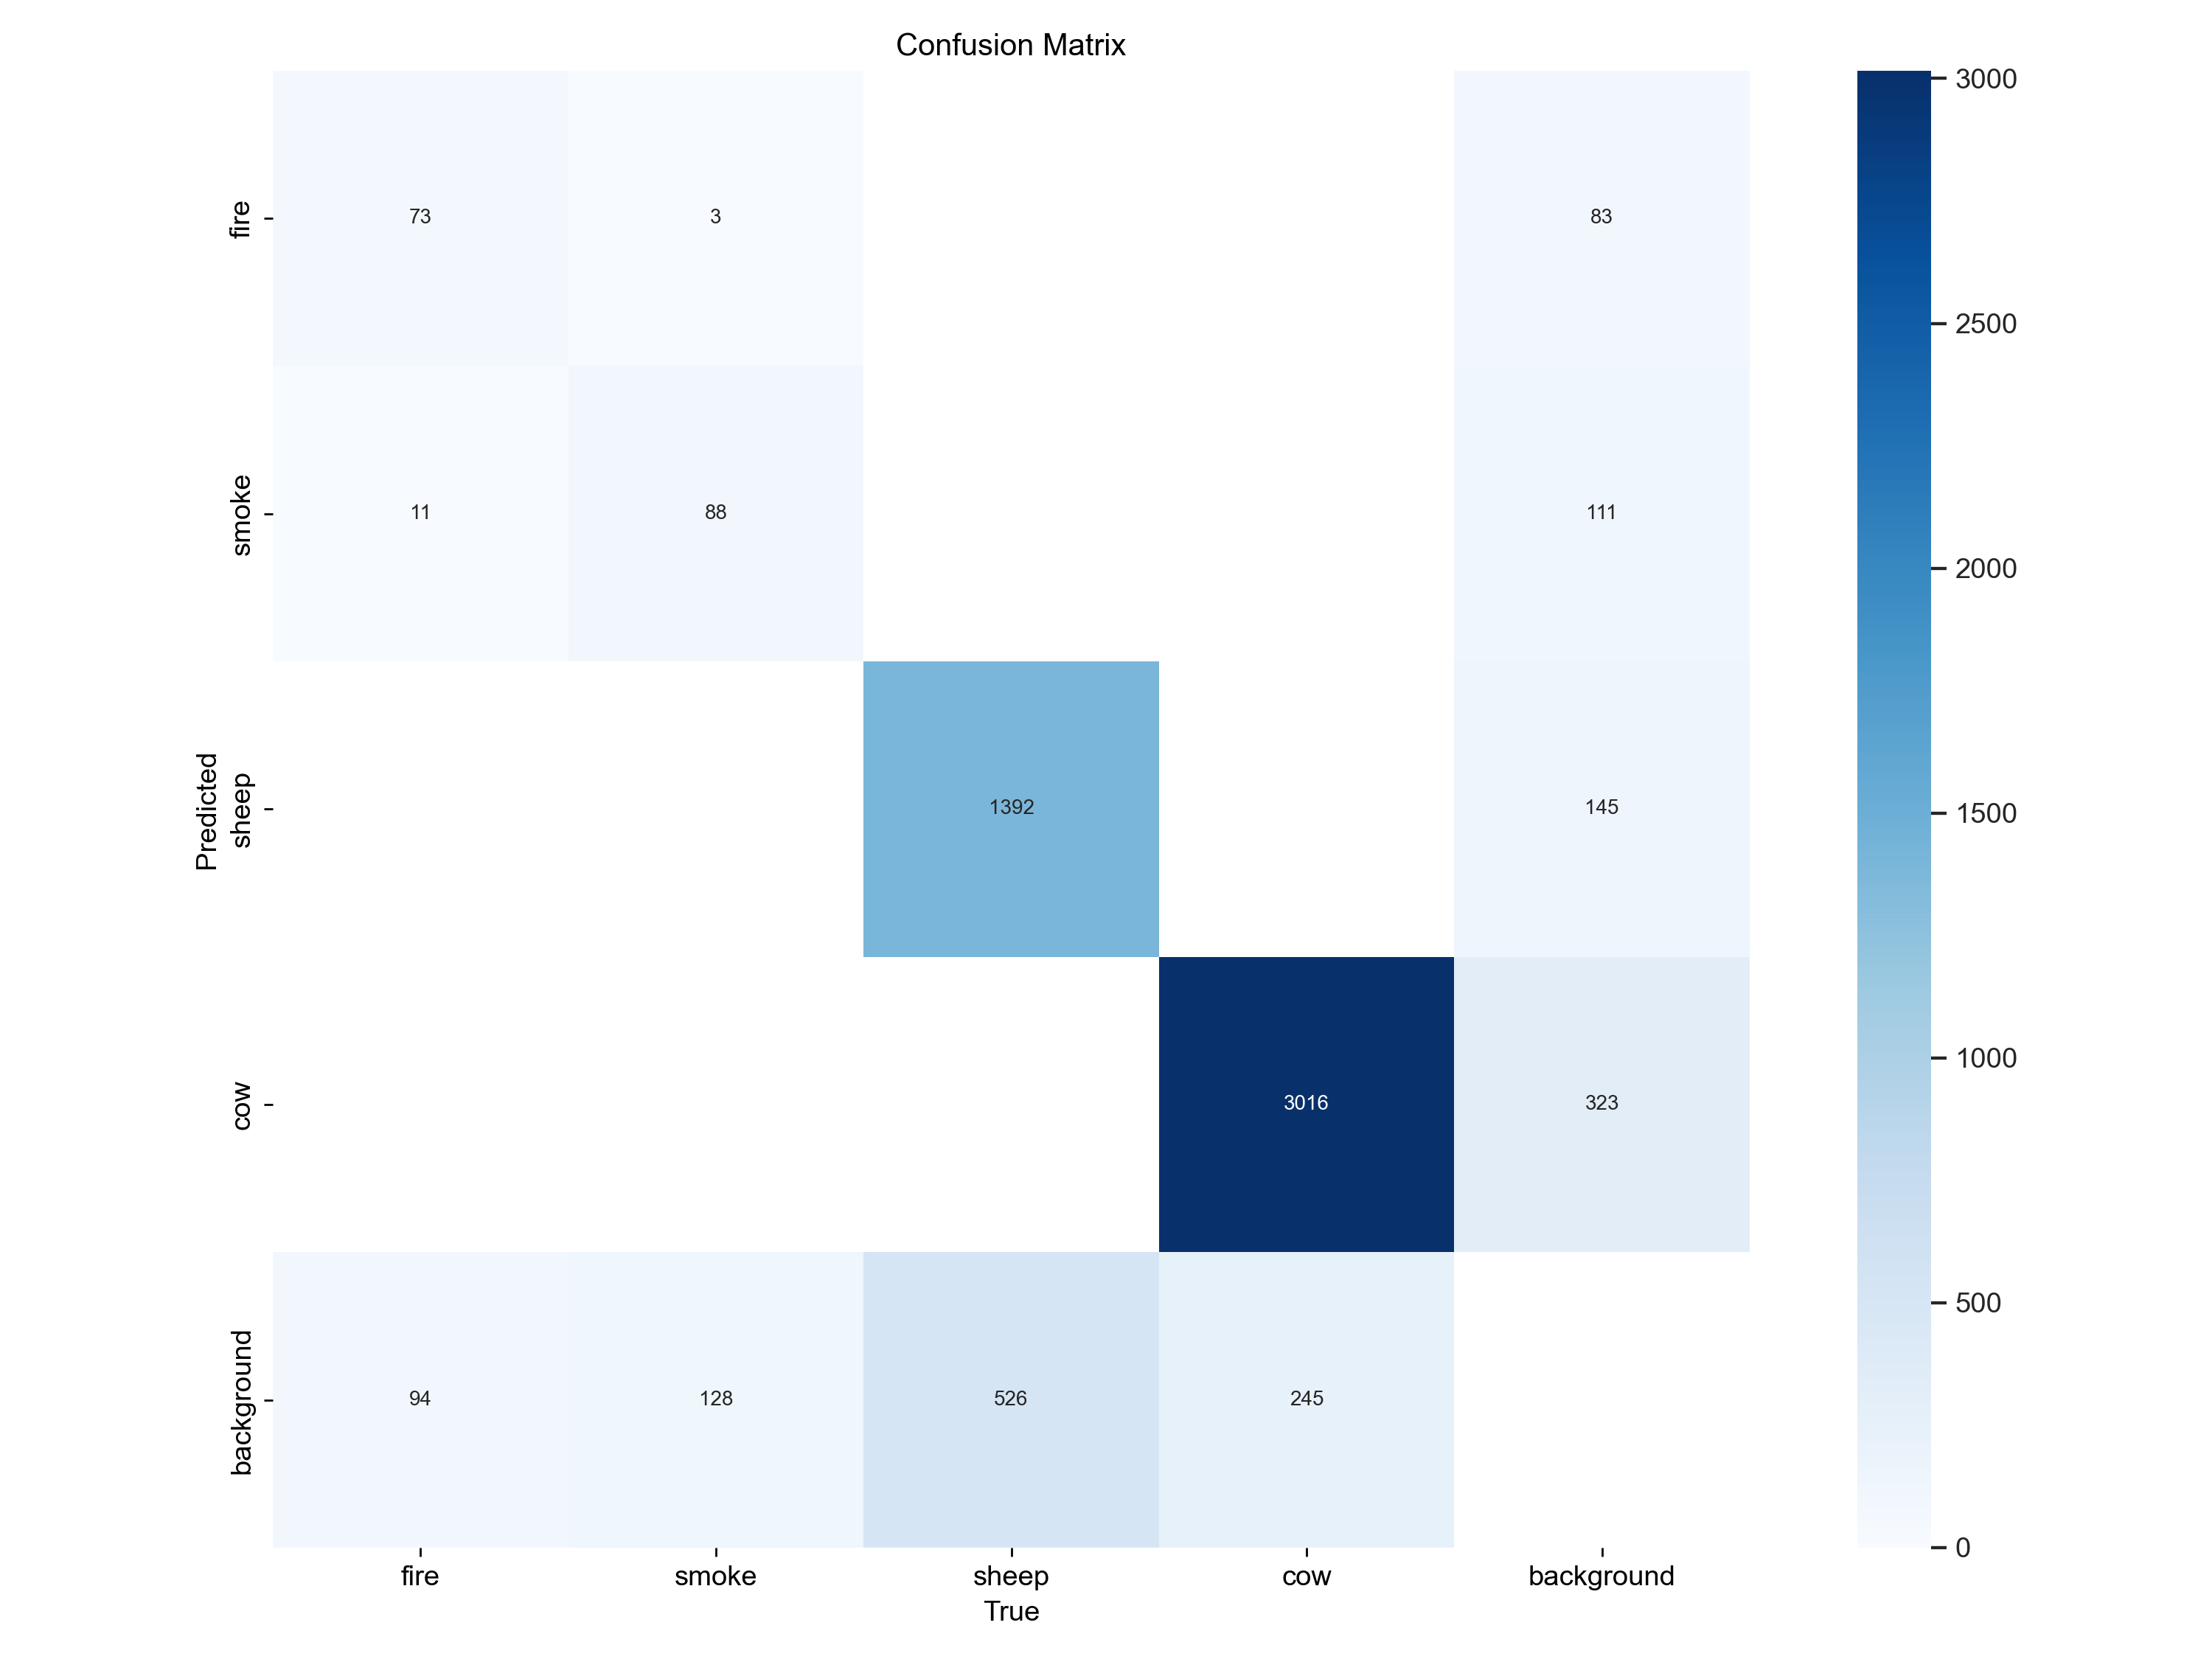 Confusion Matrix
fire
73
3
83
smoke
11
88
111
Predicted
sheep
1392
145
cow
3016
323
background
94
128
526
245
fire
smoke
sheep
cow
background
True
3000
2500
2000
1500
1000
500
0